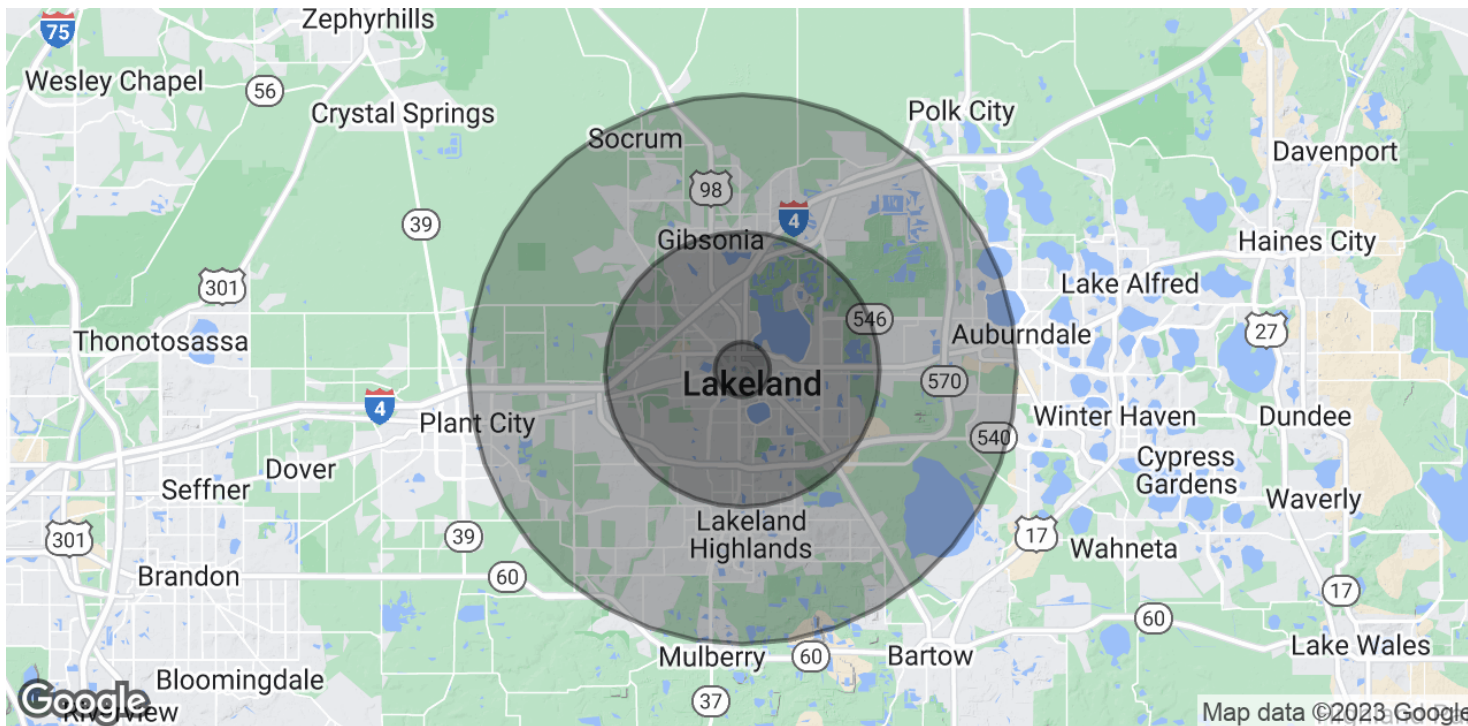 Zephyrhills
75
Wesley Chapel
56
Crystal Springs
Polk City
Socrum
Davenport
98
39
4
Gibsonia
Haines City
301
Lake Alfred
546
Thonotosassa
Auburndale
27
Lakeland
570
4
Plant City
Winter Haven
Dundee
540
Dover
Cypress
Gardens
Seffner
Waverly
Lakeland
Highlands
301
39
17
Wahneta
Brandon
60
17
60
Mulberry
60
Bartow
Lake Wales
Bloomingdale
37
Google
Riverview
Map data ©2023 Google